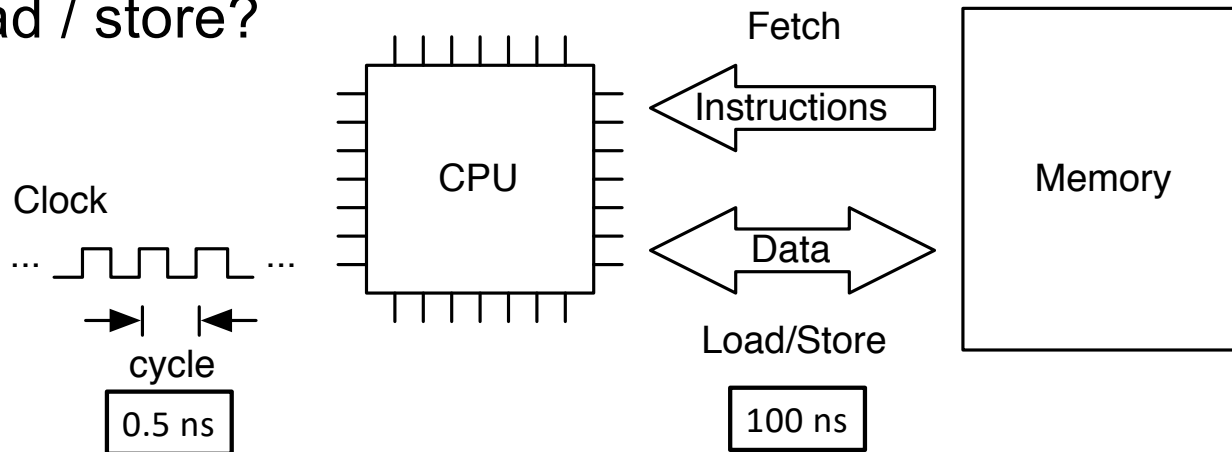 ad / store?
Fetch
Instructions
CPU
Memory
Clock
... ...
Data
Load/Store
cycle
0.5 ns
100 ns